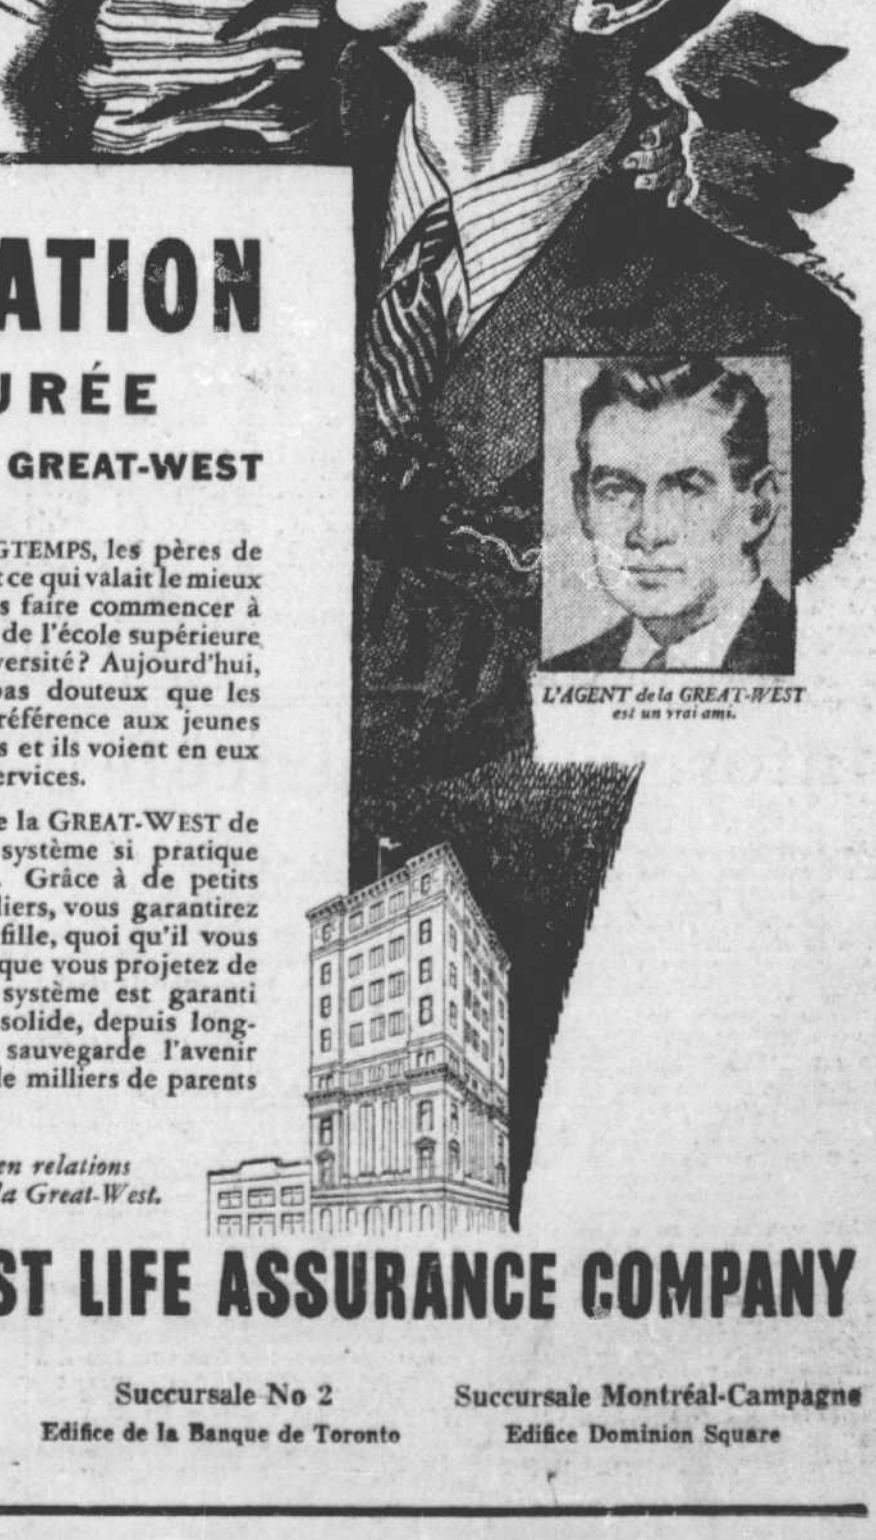 ATION
URÉE
GREAT-WEST
GTEMPS, les pères de
t ce qui valait le mieux
s faire commencer à
de l'école supérieure
versité? Aujourd'hui,
pas douteux que les
référence aux jeunes
s et ils voient en eux
ervices.
e la GREAT-WEST de
système si pratique
. Grâce à de petits
liers, vous garantirez
fille, quoi qu'il vous
que vous projetez de
système est garanti
solide, depuis long-
sauvegarde l'avenir
de milliers de parents
en relations
la Great-West.
L'AGENT de la GREAT-WEST
est un vrai ami.
ST LIFE ASSURANCE COMPANY
Succursale No 2
Edifice de la Banque de Toronto
Succursale Montréal-Campagne
Edifice Dominion Square